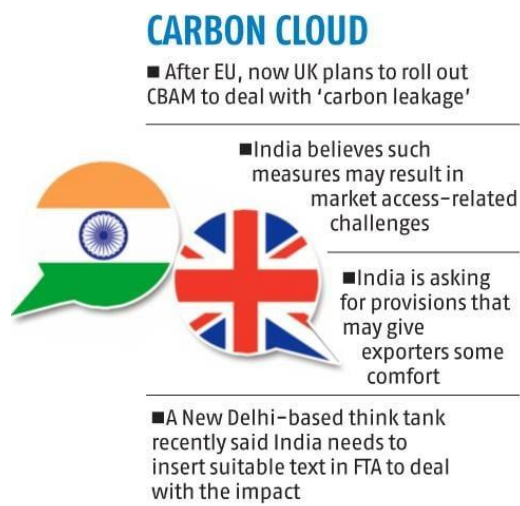 CARBON CLOUD
■ After EU, now UK plans to roll out
CBAM to deal with ‘carbon leakage’
■India believes such
measures may result in
market access-related
challenges
■India is asking
for provisions that
may give
exporters some
comfort
■A New Delhi-based think tank
recently said India needs to
insert suitable text in FTA to deal
with the impact